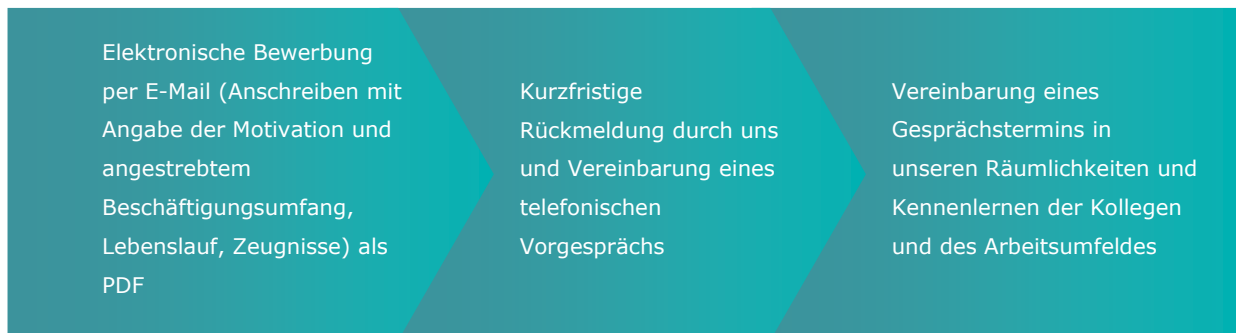 Elektronische Bewerbung
per E-Mail (Anschreiben mit
Angabe der Motivation und
angestrebtem
Beschäftigungsumfang,
Lebenslauf, Zeugnisse) als
PDF
Kurzfristige
Rückmeldung durch uns
und Vereinbarung eines
telefonischen
Vorgesprächs
Vereinbarung eines
Gesprächstermins in
unseren Räumlichkeiten und
Kennenlernen der Kollegen
und des Arbeitsumfeldes